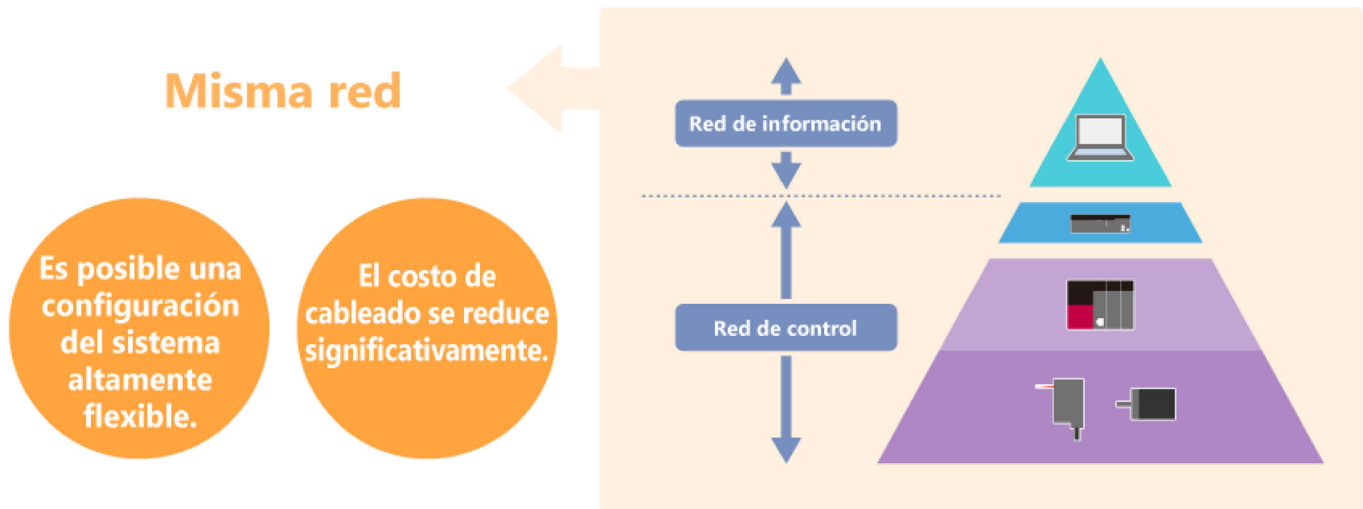 Misma red
Es posible una
configuración
del sistema
altamente
flexible.
El costo de
cableado se reduce
significativamente.
Red de información
Red de control